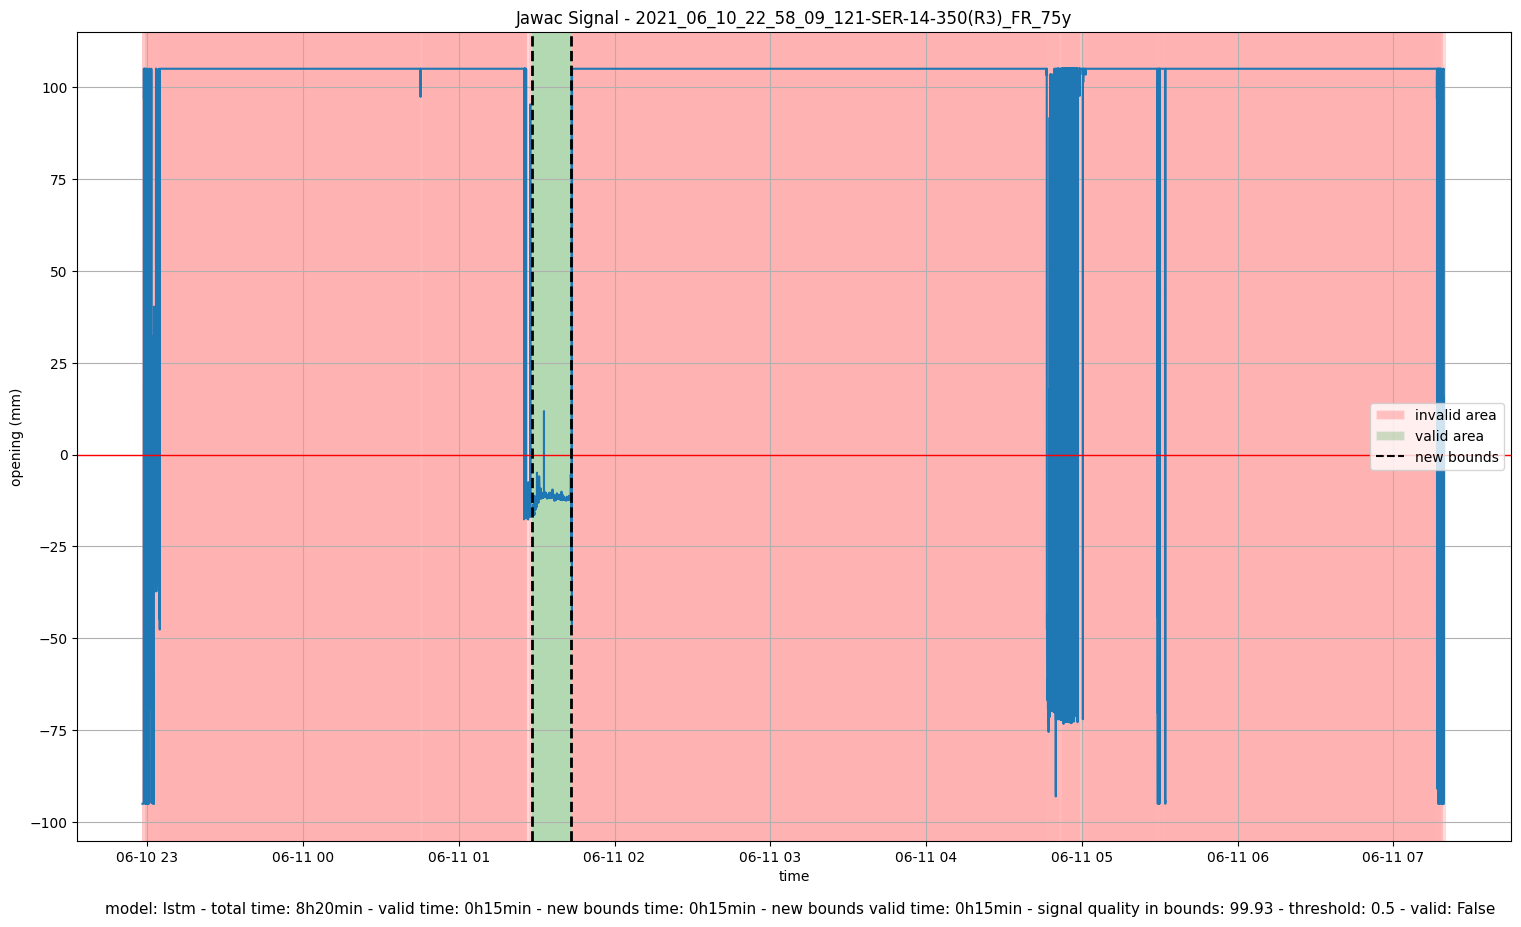 Jawac Signal - 2021_06_10_22_58_09_121-SER-14-350(R3)_FR_75y
opening (mm)
100
75
50
25
0
−25
−50
−75
−100
invalid area
valid area
new bounds
06-10 23 06-11 00 06-11 01 06-11 02 06-11 03 06-11 04 06-11 05 06-11 06 06-11 07
time
model: lstm - total time: 8h20min - valid time: 0h15min - new bounds time: 0h15min - new bounds valid time: 0h15min - signal quality in bounds: 99.93 - threshold: 0.5 - valid: False